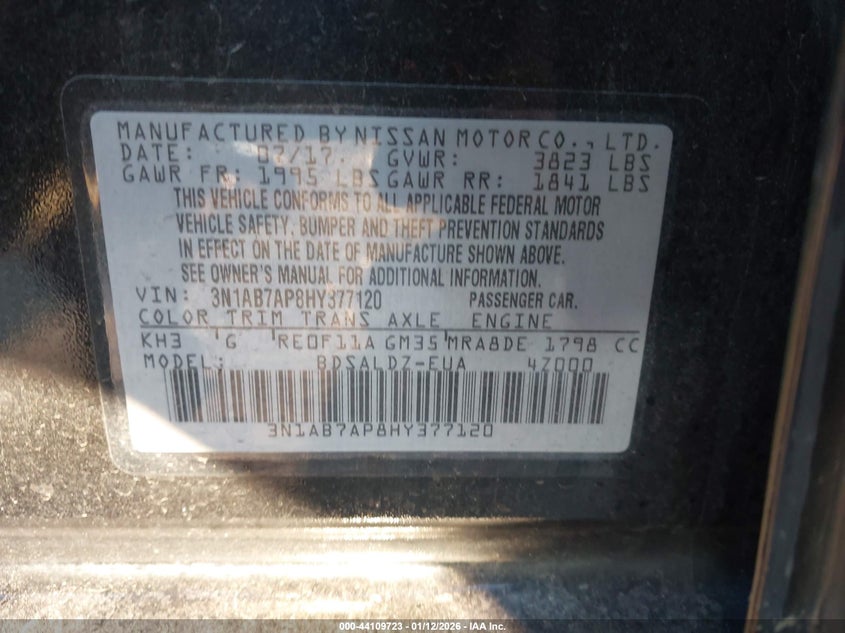 MANUFACTURED BY NISSAN MOTOR CO., LTD.
DATE: 07/17 GVWR: 3823 LBS
GAWR FR: 1995 LBS GAWR RR: 1841 LBS
THIS VEHICLE CONFORMS TO ALL APPLICABLE FEDERAL MOTOR
VEHICLE SAFETY, BUMPER AND THEFT PREVENTION STANDARDS
IN EFFECT ON THE DATE OF MANUFACTURE SHOWN ABOVE.
SEE OWNER'S MANUAL FOR ADDITIONAL INFORMATION.
VIN: 3N1AB7AP8HY377120 PASSENGER CAR.
COLOR TRIM TRANS AXLE ENGINE
KH3 G RE0F11A GM35 MRA8DE 1798 CC
MODEL: BDSALDZ-EUA 4Z000
3N1AB7AP8HY377120
000-44109723 - 01/12/2026 - IAA Inc.